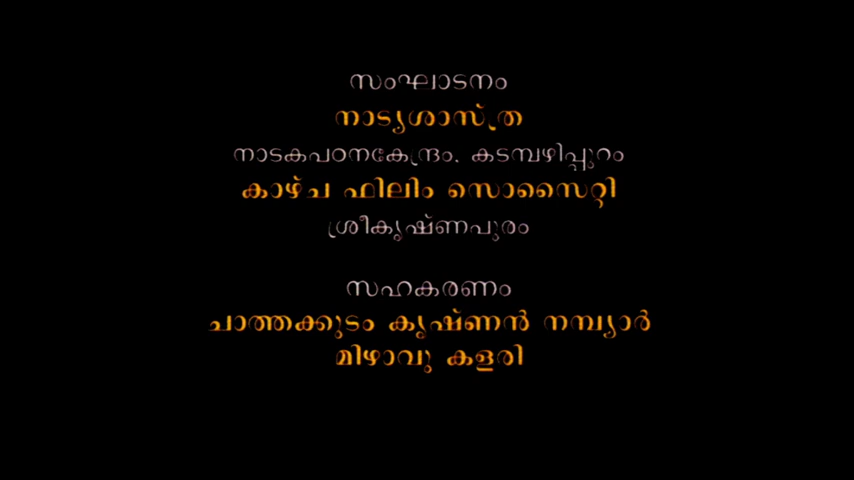 സംഘാടനം
നാട്യശാസ്ത്ര
നാടകപഠനകേന്ദ്രം. കടമ്പഴിപ്പുറം
കാഴ്ച ഫിലിം സൊസൈറ്റി
ശ്രീകൃഷ്ണപുരം
സഹകരണം
ചാത്തക്കുടം കൃഷ്ണൻ നമ്പ്യാർ
മിഴാവു കളരി